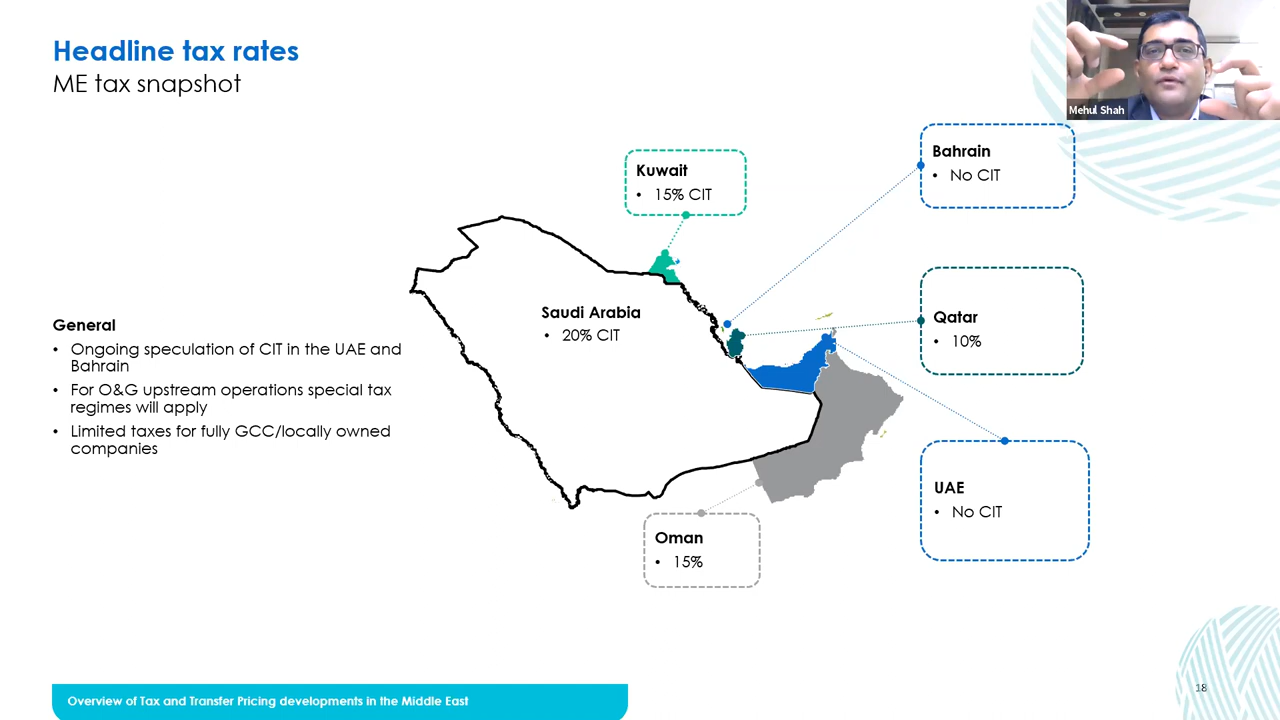 Headline tax rates
ME tax snapshot
Mehul Shah
Bahrain
• No CIT
Kuwait
• 15% CIT
Saudi Arabia
• 20% CIT
Qatar
• 10%
General
• Ongoing speculation of CIT in the UAE and
Bahrain
• For O&G upstream operations special tax
regimes will apply
• Limited taxes for fully GCC/locally owned
companies
UAE
• No CIT
Oman
• 15%
Overview of Tax and Transfer Pricing developments in the Middle East
18